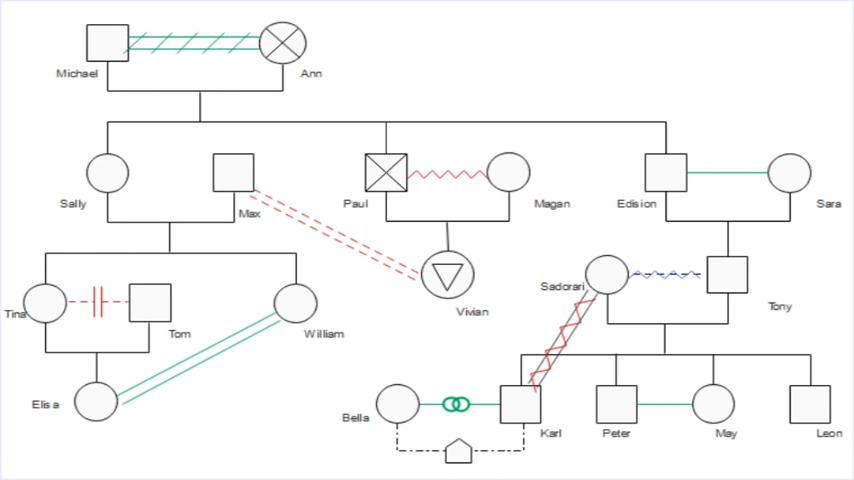 Michael
Ann
Sally
Max
Paul
Magan
Edision
Sara
Tina
Tom
William
Vivian
Sadorari
Tony
Elisa
Bella
Karl
Peter
May
Leon